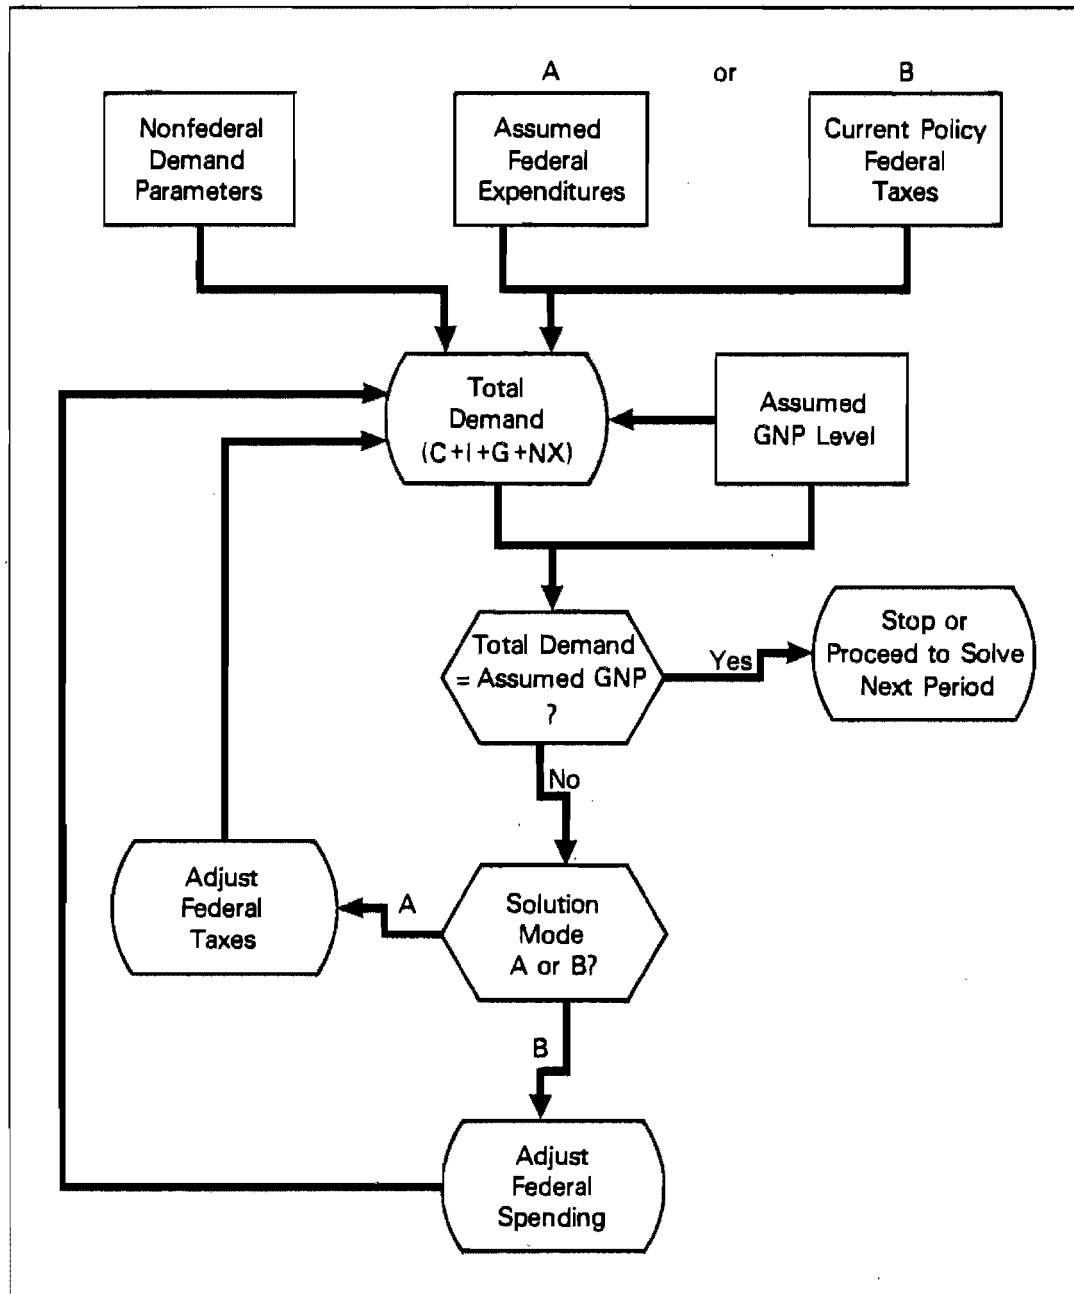 A or B
Nonfederal
Demand
Parameters
Assumed
Federal
Expenditures
Current Policy
Federal
Taxes
Total
Demand
(C+I+G+NX)
Assumed
GNP Level
Total Demand
= Assumed GNP
?
Yes
Stop or
Proceed to Solve
Next Period
No
Adjust
Federal
Taxes
A
Solution
Mode
A or B?
B
Adjust
Federal
Spending